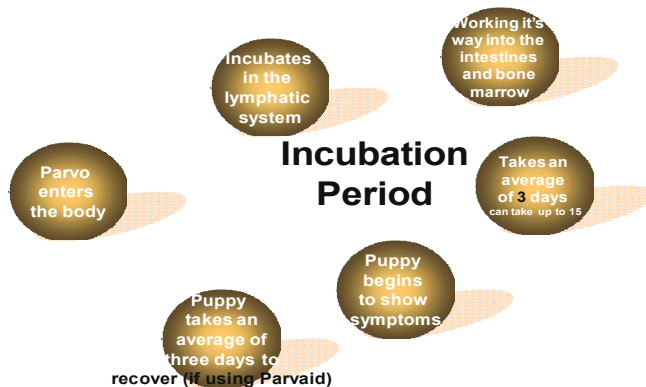 Parvo
enters
the body
Incubates
in the
lymphatic
system
Working it's
way into the
intestines
and bone
marrow
Incubation
Period
Takes an
average
of 3 days
can take up to 15
Puppy
begins
to show
symptoms
Puppy
takes an
average of
three days to
recover (if using Parvaid)